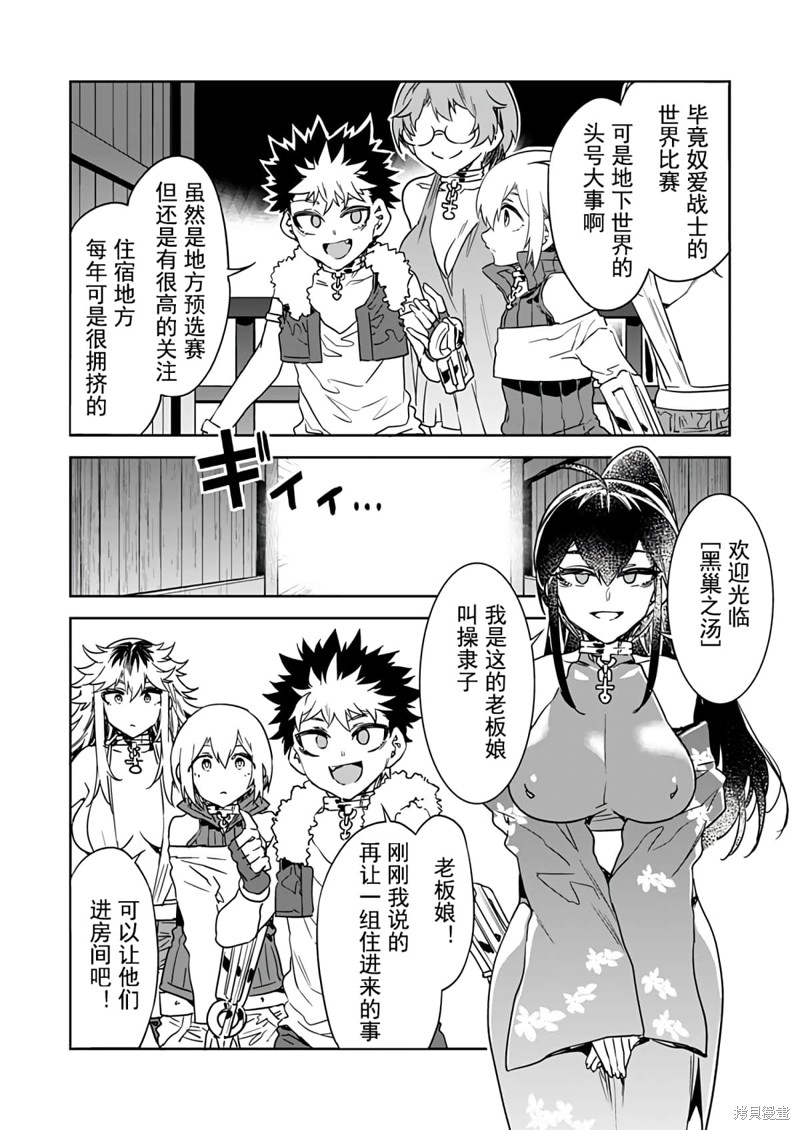 毕竟奴爱战士的
世界比赛
可是地下世界的
头号大事啊
虽然是地方预选赛
但还是有很高的关注
住宿地方
每年可是很拥挤的
ギィィ…
欢迎光临
[黑巢之汤]
我是这的老板娘
叫操隶子
老板娘！
刚刚我说的
再让一组住进来的事
可以让他们
进房间吧！
拷贝漫畫